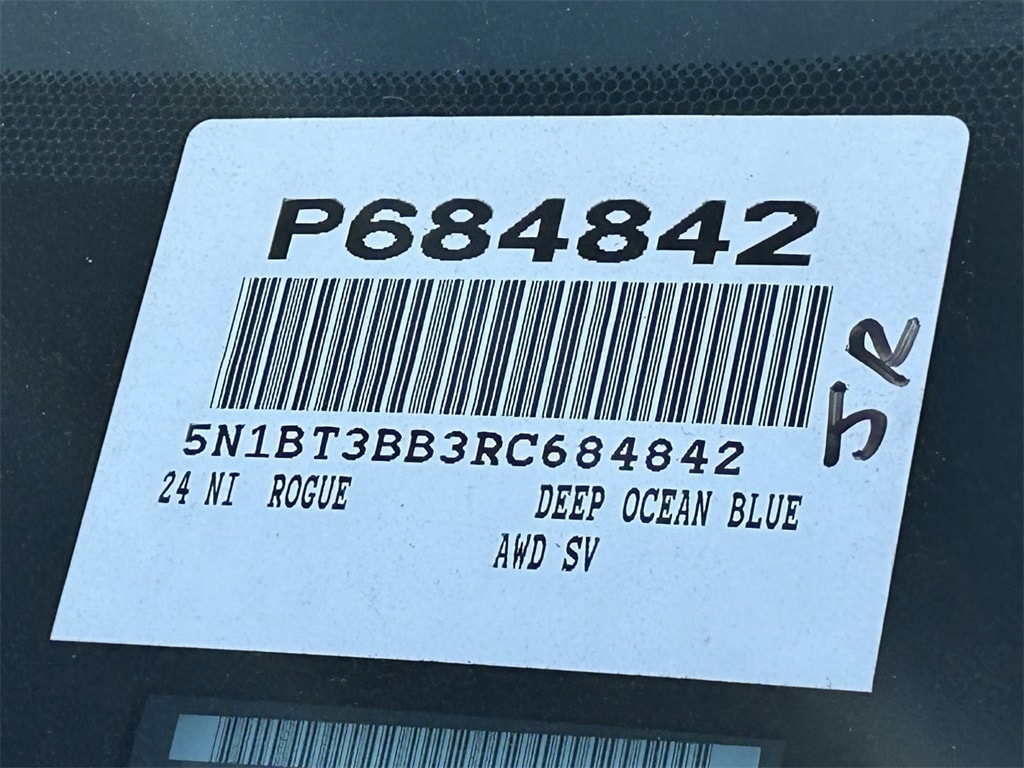 P684842
5N1BT3BB3RC684842
24 NI ROGUE DEEP OCEAN BLUE
AWD SV